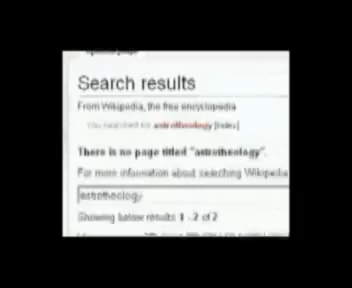 Search results
From Wikipedia, the free encyclopedia
You searched for astrotheology [Index]
There is no page titled "astrotheology".
For more information about searching Wikipedia
astrotheology
Showing below results 1 - 2 of 2